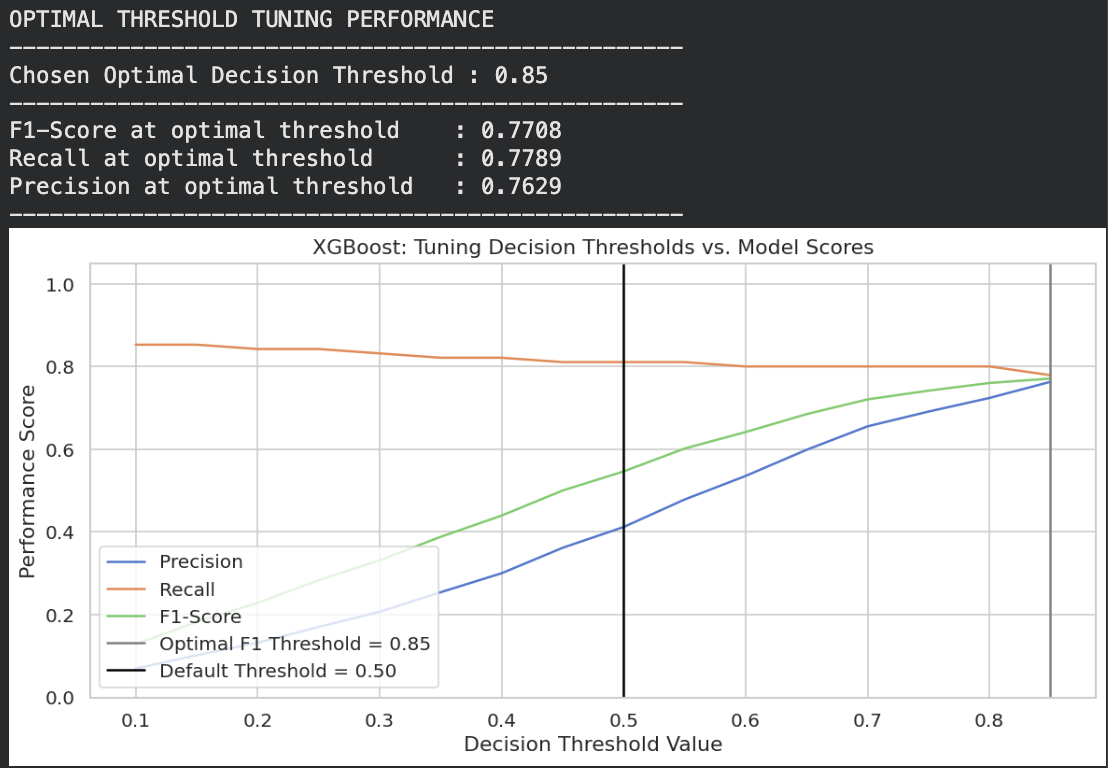 OPTIMAL THRESHOLD TUNING PERFORMANCE
--------------------------------------------------
Chosen Optimal Decision Threshold : 0.85
--------------------------------------------------
F1-Score at optimal threshold    : 0.7708
Recall at optimal threshold      : 0.7789
Precision at optimal threshold   : 0.7629
--------------------------------------------------
XGBoost: Tuning Decision Thresholds vs. Model Scores
Performance Score
1.0
0.8
0.6
0.4
0.2
0.0
Precision
Recall
F1-Score
Optimal F1 Threshold = 0.85
Default Threshold = 0.50
0.1 0.2 0.3 0.4 0.5 0.6 0.7 0.8
Decision Threshold Value